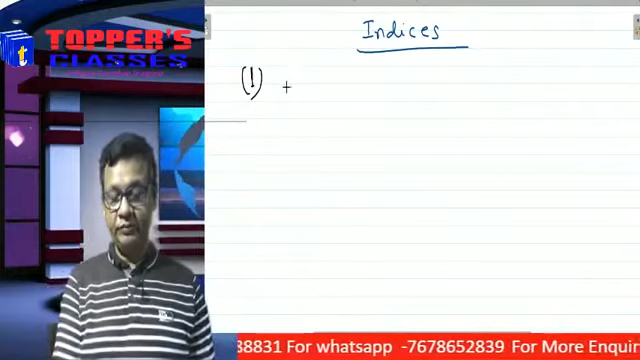 TOPPER'S
CLASSES
t
Indices
(1) +
38831 For whatsapp -7678652839 For More Enquir